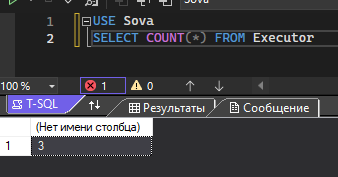 Sova
1 USE Sova
2 SELECT COUNT(*) FROM Executor
100 % 1 0
T-SQL Результаты Сообщение
(Нет имени столбца)
1 3